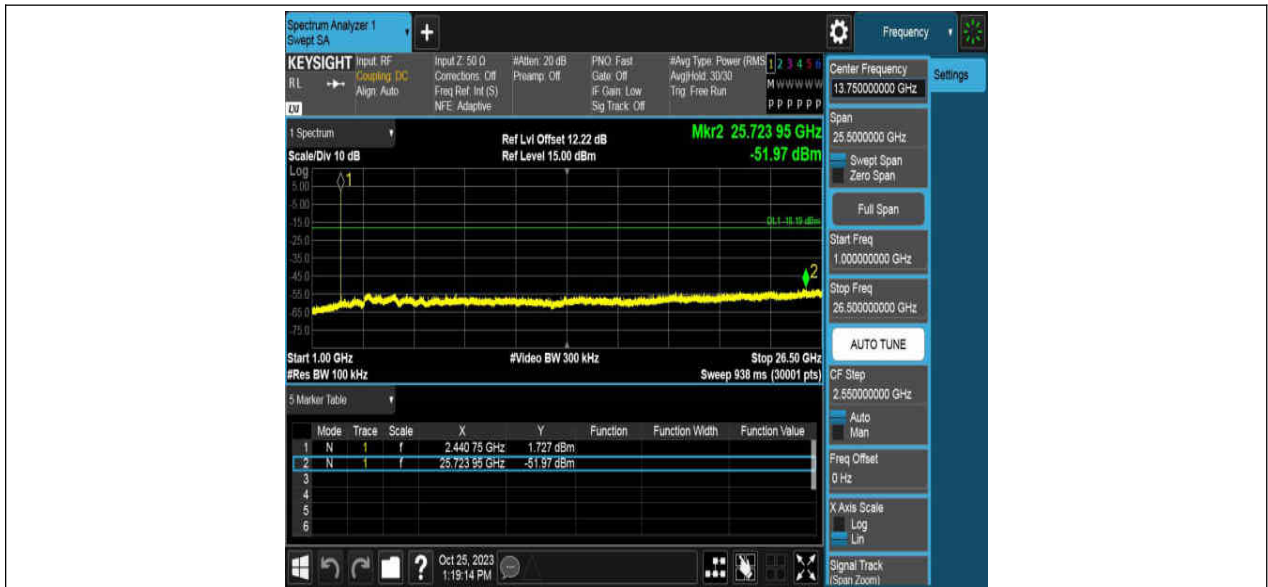 Spectrum Analyzer 1
Swept SA
+
Frequency
KEYSIGHT
RL
LXI
Input: RF
Coupling: DC
Align: Auto
Input Z: 50 Ω
Corrections: Off
Freq Ref: Int (S)
NFE: Adaptive
#Atten: 20 dB
Preamp: Off
PNO: Fast
Gate: Off
IF Gain: Low
Sig Track: Off
#Avg Type: Power (RMS
Avg|Hold: 30/30
Trig: Free Run
1 2 3 4 5 6
M W W W W W
P P P P P P
Center Frequency
13.750000000 GHz
Settings
1 Spectrum
Scale/Div 10 dB
Ref Lvl Offset 12.22 dB
Ref Level 15.00 dBm
Mkr2 25.723 95 GHz
-51.97 dBm
Log
5.00
-5.00
-15.0
-25.0
-35.0
-45.0
-55.0
-65.0
-75.0
1
DL1 -18.19 dBm
2
Start 1.00 GHz
#Res BW 100 kHz
#Video BW 300 kHz
Stop 26.50 GHz
Sweep 938 ms (30001 pts)
Span
25.5000000 GHz
Swept Span
Zero Span
Full Span
Start Freq
1.000000000 GHz
Stop Freq
26.500000000 GHz
AUTO TUNE
CF Step
2.550000000 GHz
Auto
Man
Freq Offset
0 Hz
X Axis Scale
Log
Lin
Signal Track
(Span Zoom)
5 Marker Table
Mode Trace Scale X Y Function Function Width Function Value
1 N 1 f 2.440 75 GHz 1.727 dBm
2 N 1 f 25.723 95 GHz -51.97 dBm
3
4
5
6
?
Oct 25, 2023
1:19:14 PM